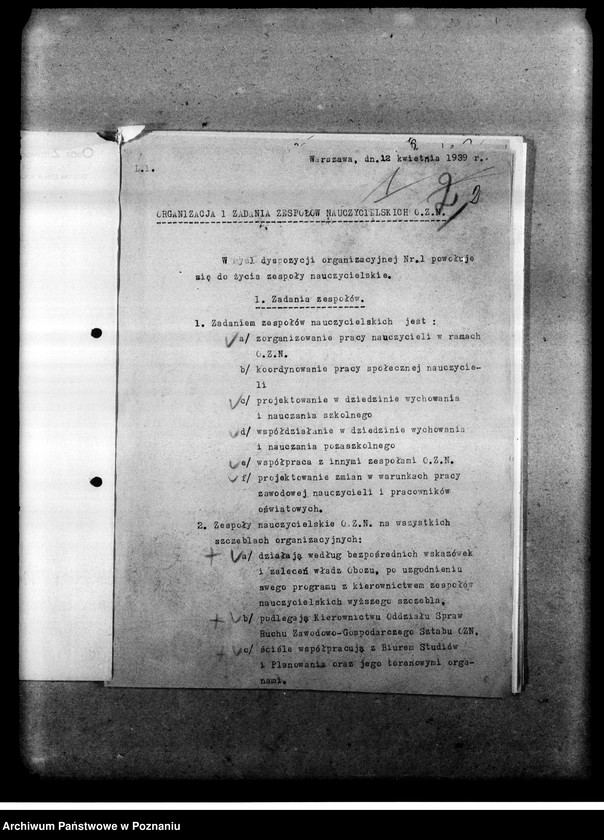 Warszawa, dn.12 kwietnia 1939 r.
L.1.
1 2 2
ORGANIZACJA I ZADANIA ZESPOŁÓW NAUCZYCIELSKICH O.Z.N.
W myśl dyspozycji organizacyjnej Nr.1 powołuje
się do życia zespoły nauczycielskie.
1. Zadania zespołów.
1. Zadaniem zespołów nauczycielskich jest :
a/ zorganizowanie pracy nauczycieli w ramach
O.Z.N.
b/ koordynowanie pracy społecznej nauczycie-
li
c/ projektowanie w dziedzinie wychowania
i nauczania szkolnego
d/ współdziałanie w dziedzinie wychowania
i nauczania pozaszkolnego
e/ współpraca z innymi zespołami O.Z.N.
f/ projektowanie zmian w warunkach pracy
zawodowej nauczycieli i pracowników
oświatowych.
2. Zespoły nauczycielskie O.Z.N. na wszystkich
szczeblach organizacyjnych:
a/ działają według bezpośrednich wskazówek
i zaleceń władz Obozu, po uzgodnieniu
swego programu z kierownictwem zespołów
nauczycielskich wyższego szczebla,
b/ podlegają Kierownictwu Oddziału Spraw
Ruchu Zawodowo-Gospodarczego Sztabu OZN,
c/ ściśle współpracują z Biurem Studiów
i Planowania oraz jego terenowymi orga-
nami.
Archiwum Państwowe w Poznaniu